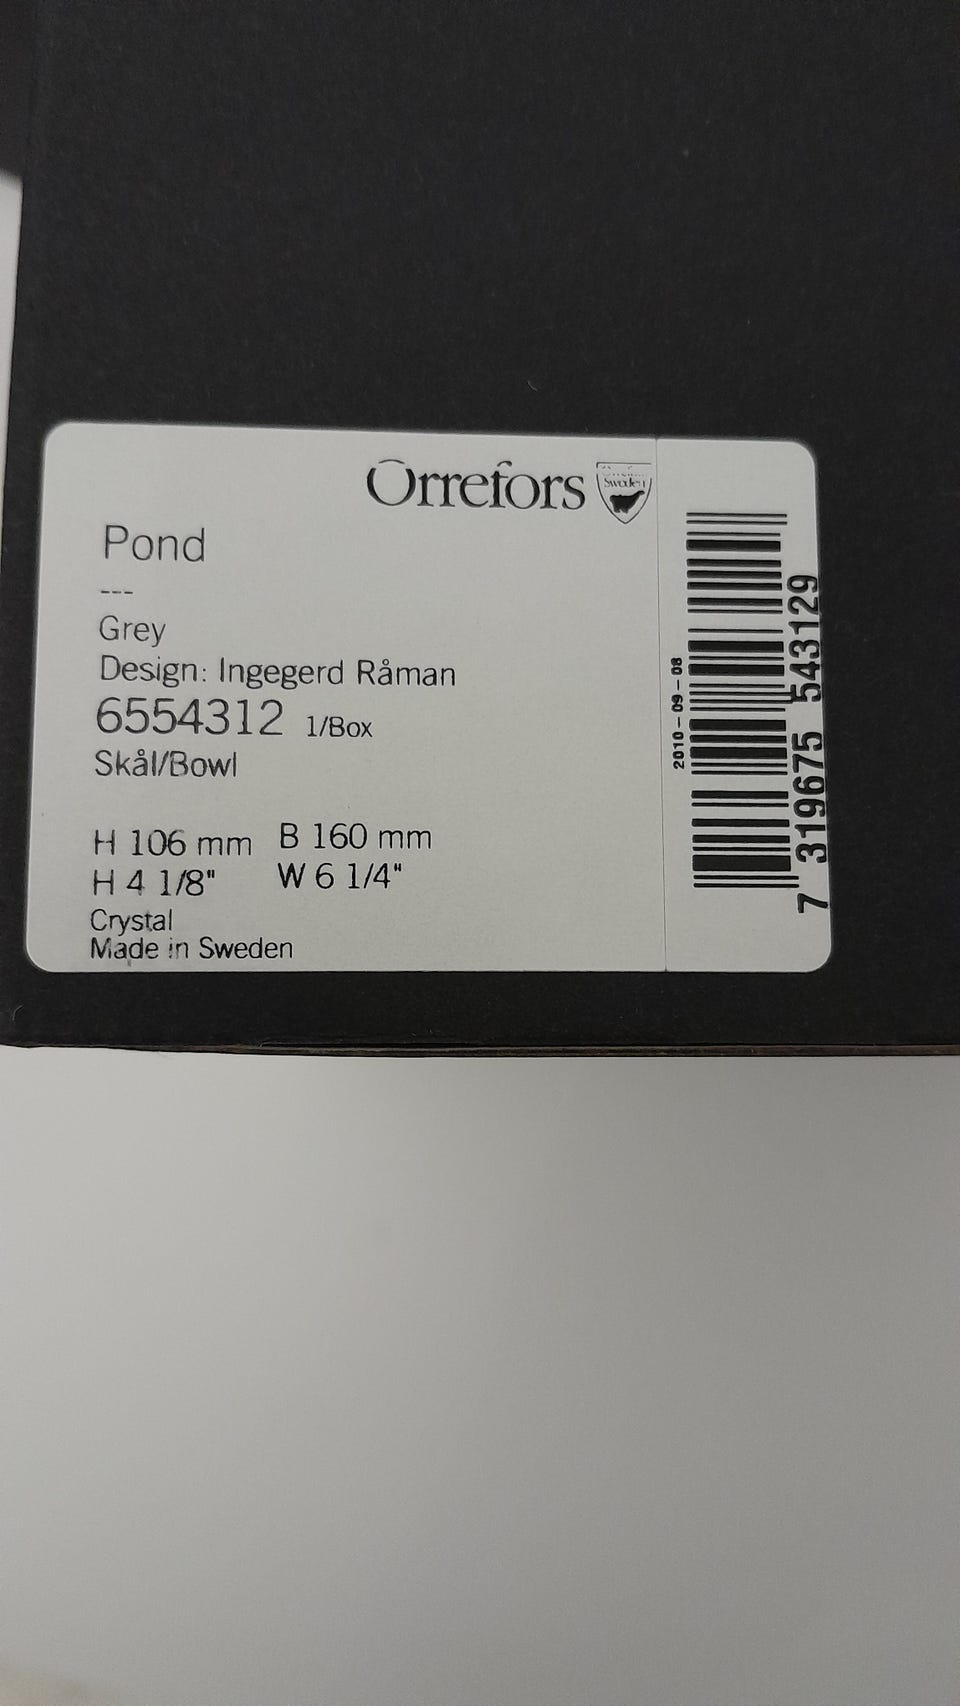 Orrefors
Sweden
Pond
---
Grey
Design: Ingegerd Råman
6554312 1/Box
Skål/Bowl
H 106 mm B 160 mm
H 4 1/8" W 6 1/4"
Crystal
Made in Sweden
2010-09-08
7 319675 543129